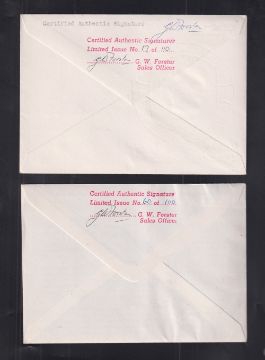 Certified Authentic Signature
Certified Authentic Signature
Limited Issue No. 17 of 100
G. W. Forster
Sales Officer
Certified Authentic Signature
Limited Issue No. 60 of 100
G. W. Forster
Sales Officer